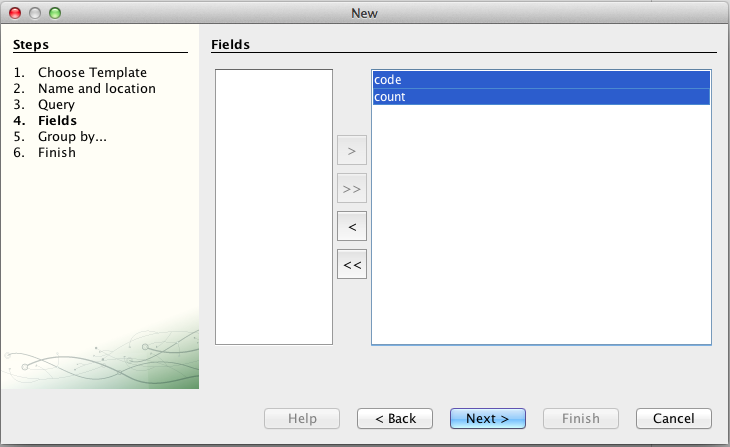 New
Steps
1. Choose Template
2. Name and location
3. Query
4. Fields
5. Group by...
6. Finish
Fields
code
count
>
>>
<
<<
Help
< Back
Next >
Finish
Cancel